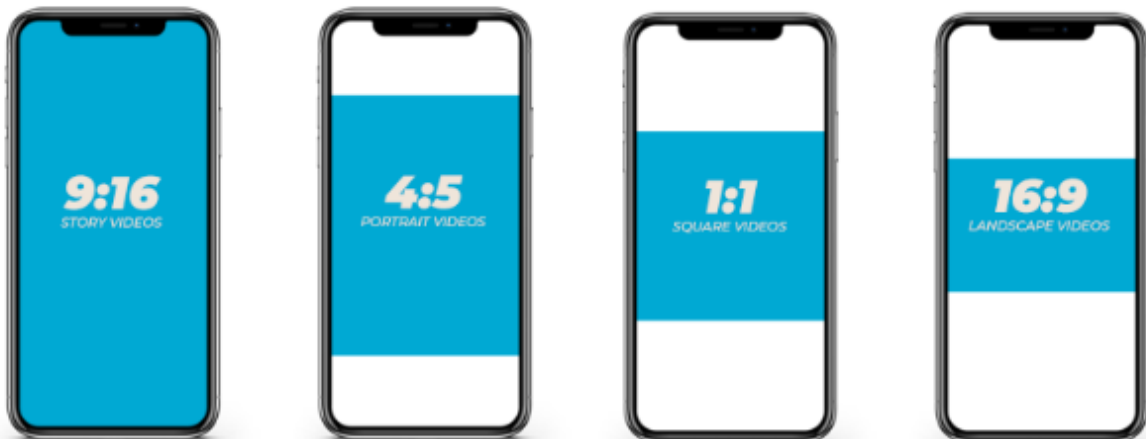 9:16
STORY VIDEOS
4:5
PORTRAIT VIDEOS
1:1
SQUARE VIDEOS
16:9
LANDSCAPE VIDEOS